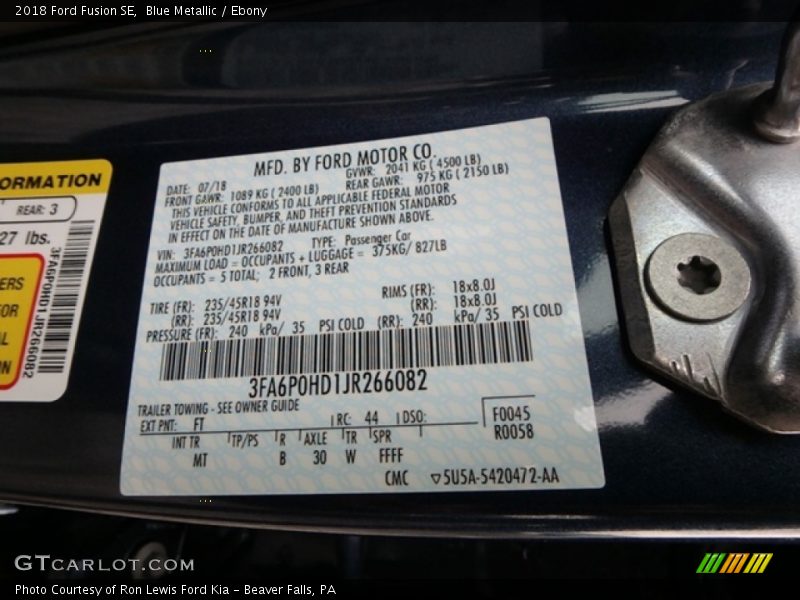 2018 Ford Fusion SE,  Blue Metallic / Ebony
ORMATION
REAR: 3
27 lbs.
3FA6P0HD1JR266082
MFD. BY FORD MOTOR CO.
DATE: 07/18
GVWR: 2041 KG ( 4500 LB)
FRONT GAWR: 1089 KG ( 2400 LB)
REAR GAWR: 975 KG ( 2150 LB)
THIS VEHICLE CONFORMS TO ALL APPLICABLE FEDERAL MOTOR
VEHICLE SAFETY, BUMPER, AND THEFT PREVENTION STANDARDS
IN EFFECT ON THE DATE OF MANUFACTURE SHOWN ABOVE.
VIN: 3FA6P0HD1JR266082
TYPE: Passenger Car
MAXIMUM LOAD = OCCUPANTS + LUGGAGE = 375KG/ 827LB
OCCUPANTS = 5 TOTAL; 2 FRONT, 3 REAR
TIRE (FR): 235/45R18 94V
RIMS (FR): 18x8.0J
(RR): 235/45R18 94V
(RR): 18x8.0J
PRESSURE (FR): 240 kPa/ 35 PSI COLD (RR): 240 kPa/ 35 PSI COLD
3FA6P0HD1JR266082
TRAILER TOWING - SEE OWNER GUIDE
EXT PNT: FT RC: 44 DSO:
F0045
INT TR TP/PS R AXLE TR SPR
R0058
MT B 30 W FFFF
CMC ▽5U5A-5420472-AA
GTCARLOT.COM
Photo Courtesy of Ron Lewis Ford Kia - Beaver Falls, PA